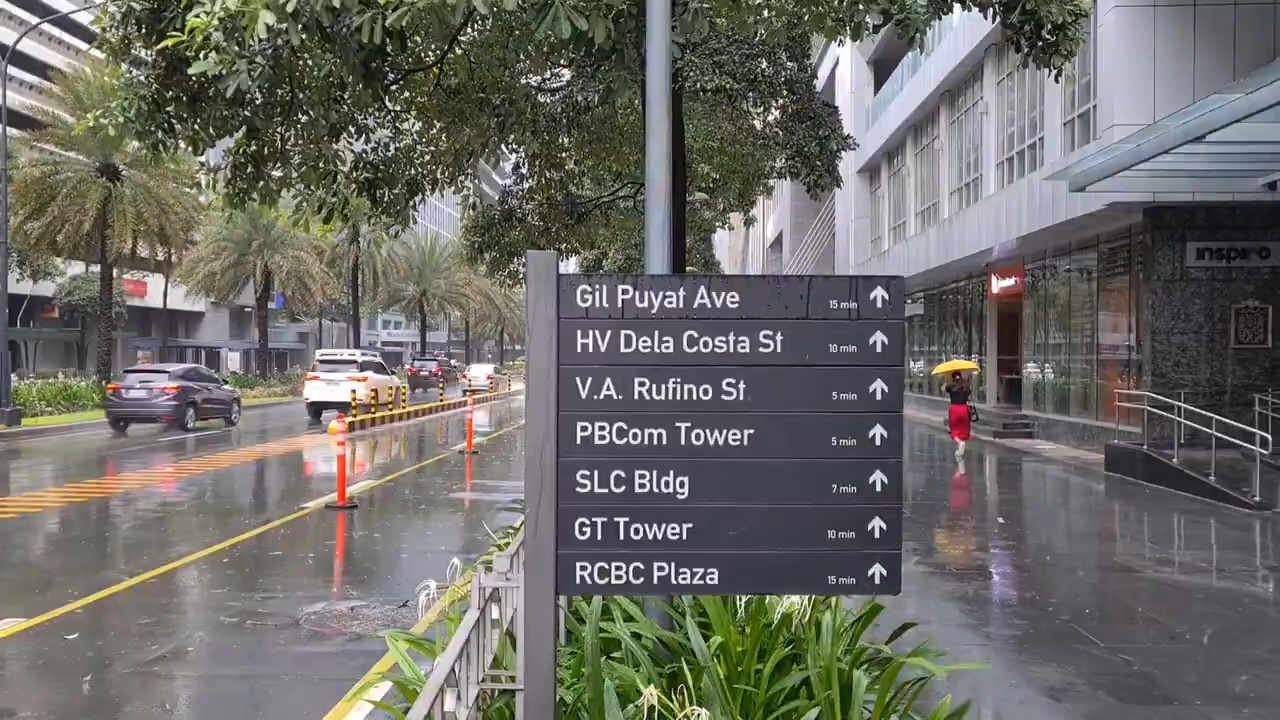 Gil Puyat Ave 15 min ↑
HV Dela Costa St 10 min ↑
V.A. Rufino St 5 min ↑
PBCom Tower 5 min ↑
SLC Bldg 7 min ↑
GT Tower 10 min ↑
RCBC Plaza 15 min ↑
inspiro